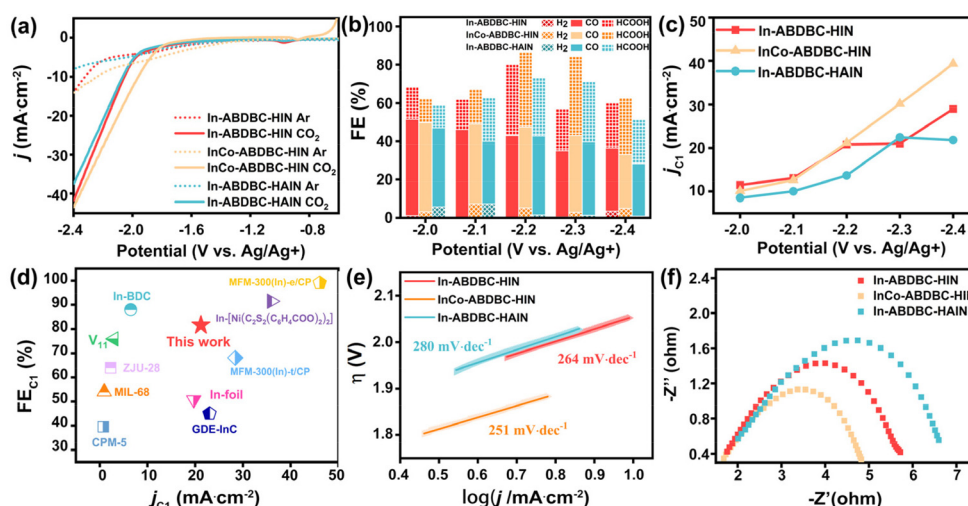 (a)
j (mA·cm⁻²)
0
-10
-20
-30
-40
In-ABDBC-HIN Ar
In-ABDBC-HIN CO₂
InCo-ABDBC-HIN Ar
InCo-ABDBC-HIN CO₂
In-ABDBC-HAIN Ar
In-ABDBC-HAIN CO₂
-2.4 -2.0 -1.6 -1.2 -0.8
Potential (V vs. Ag/Ag+)
(b)
In-ABDBC-HIN H₂ CO HCOOH
InCo-ABDBC-HIN H₂ CO HCOOH
In-ABDBC-HAIN H₂ CO HCOOH
FE (%)
100
80
60
40
20
0
-2.0 -2.1 -2.2 -2.3 -2.4
Potential (V vs. Ag/Ag+)
(c)
In-ABDBC-HIN
InCo-ABDBC-HIN
In-ABDBC-HAIN
j_C1 (mA·cm⁻²)
40
30
20
10
-2.0 -2.1 -2.2 -2.3 -2.4
Potential (V vs. Ag/Ag+)
(d)
FE_C1 (%)
100
90
80
70
60
50
40
30
MFM-300(In)-e/CP
In-BDC
In-[Ni(C₂S₂(C₆H₄COO)₂)₂]
V₁₁
This work
ZJU-28
MFM-300(In)-t/CP
MIL-68
In-foil
GDE-InC
CPM-5
0 10 20 30 40 50
j_C1 (mA·cm⁻²)
(e)
In-ABDBC-HIN
InCo-ABDBC-HIN
In-ABDBC-HAIN
η (V)
2.1
2.0
1.9
1.8
280 mV·dec⁻¹
264 mV·dec⁻¹
251 mV·dec⁻¹
0.4 0.5 0.6 0.7 0.8 0.9 1.0
log(j /mA·cm⁻²)
(f)
In-ABDBC-HIN
InCo-ABDBC-HIN
In-ABDBC-HAIN
-Z'' (ohm)
2.4
2.0
1.6
1.2
0.8
0.4
2 3 4 5 6 7
-Z'(ohm)